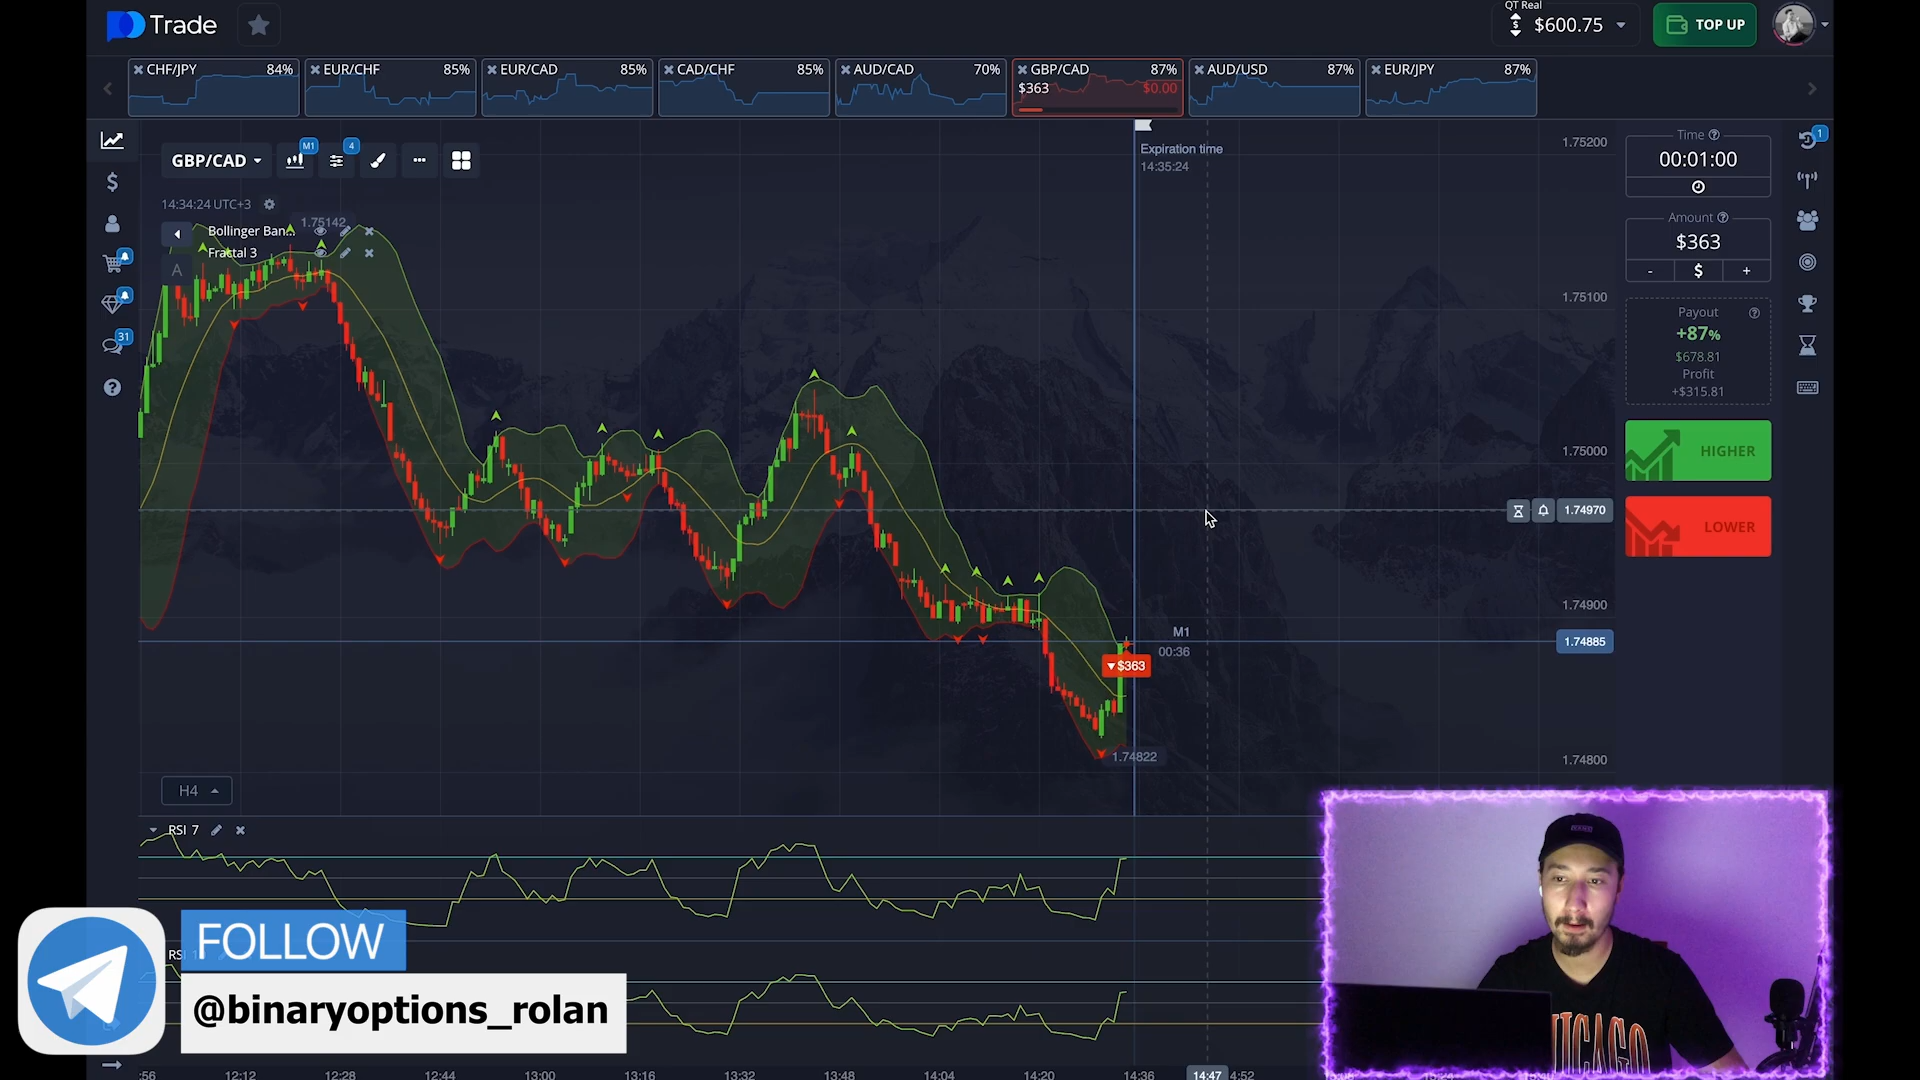 Trade
QT Real
$600.75
TOP UP
CHF/JPY 84%
EUR/CHF 85%
EUR/CAD 85%
CAD/CHF 85%
AUD/CAD 70%
GBP/CAD 87%
$363 $0.00
AUD/USD 87%
EUR/JPY 87%
GBP/CAD
M1
4
14:34:24 UTC+3
1.75142
Bollinger Ban...
Fractal 3
A
31
Expiration time
14:35:24
1.75200
1.75100
1.75000
1.74970
1.74900
1.74885
1.74800
M1
00:36
$363
1.74822
H4
RSI 7
Time
00:01:00
Amount
$363
- $ +
Payout
+87%
$678.81
Profit
+$315.81
HIGHER
LOWER
1
FOLLOW
@binaryoptions_rolan
:56 12:12 12:28 12:44 13:00 13:16 13:32 13:48 14:04 14:20 14:36 14:47 4:52